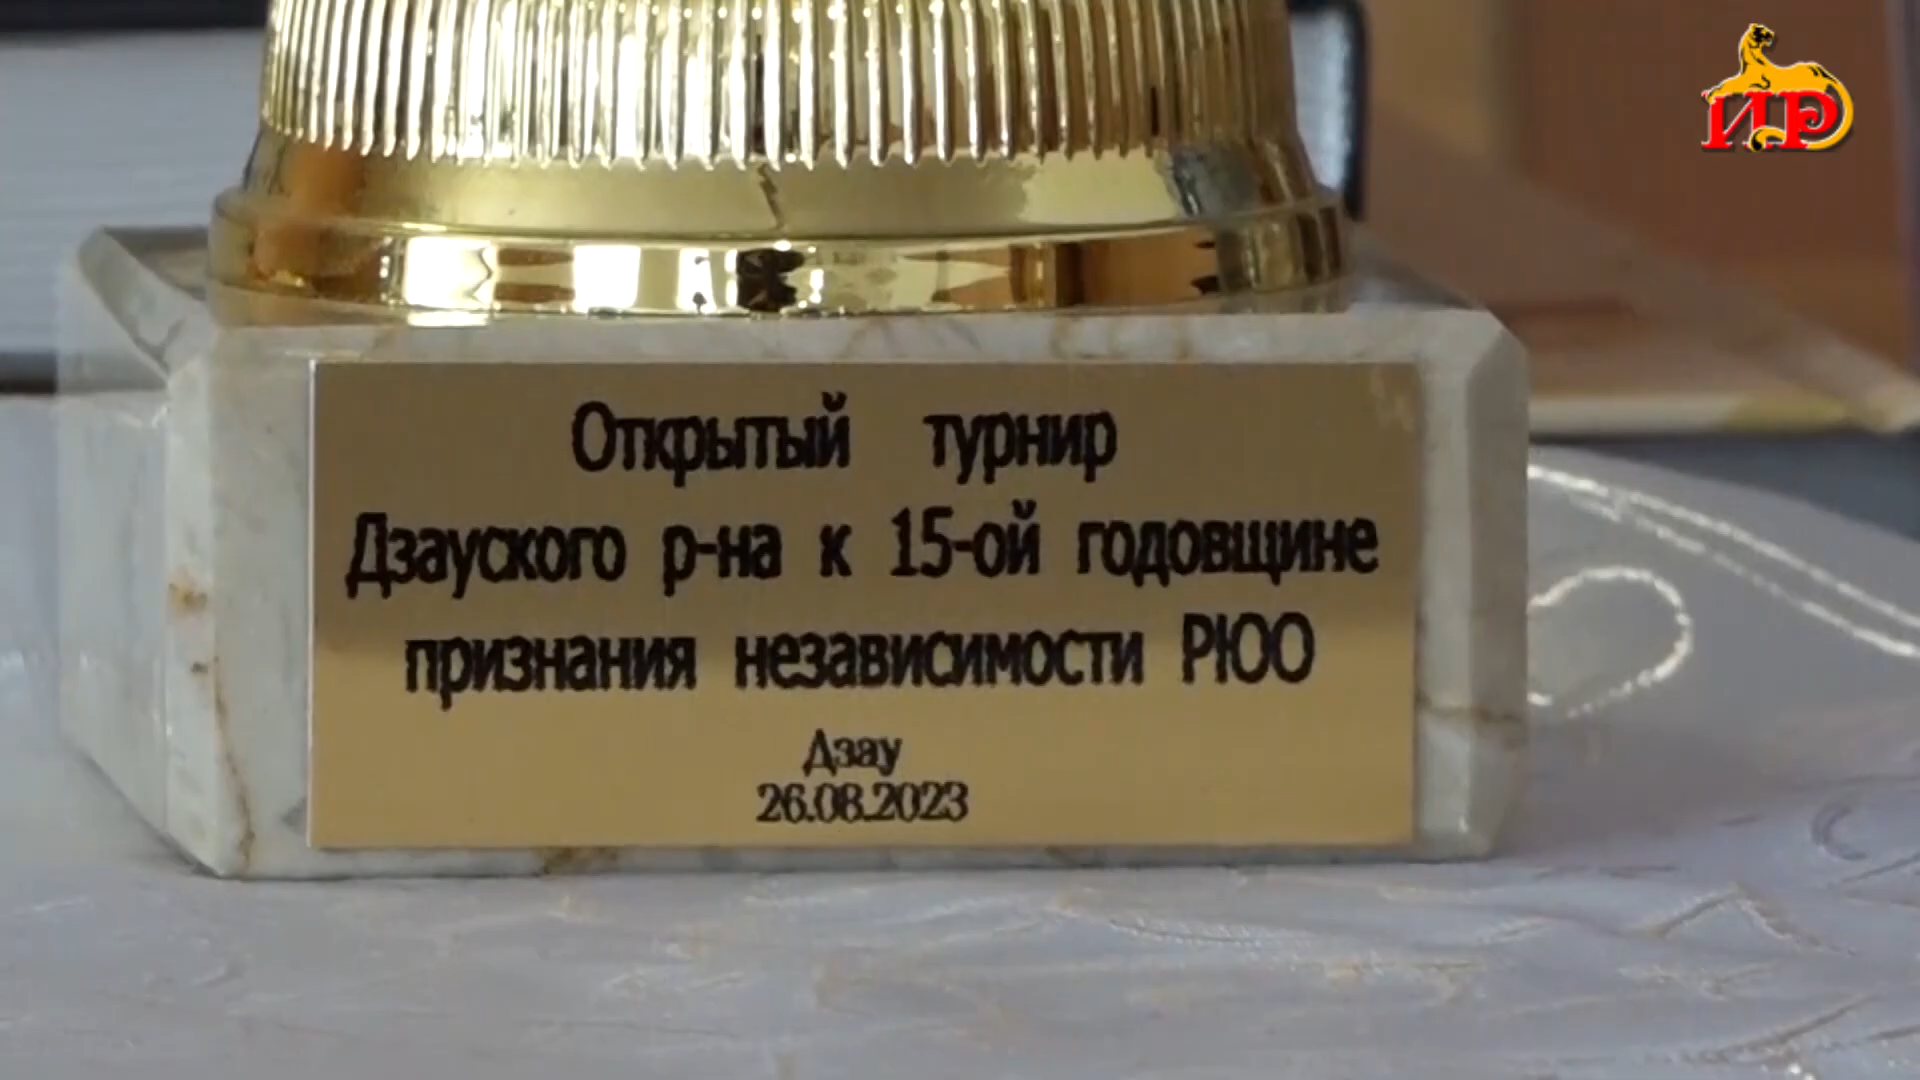 ИР
Открытый турнир
Дзауского р-на к 15-ой годовщине
признания независимости РЮО
Дзау
26.08.2023